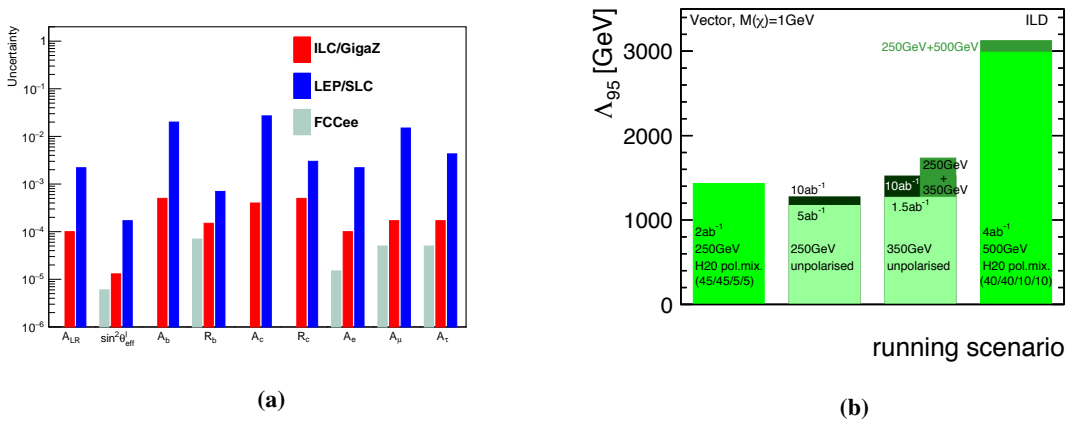 Uncertainty
1
10⁻¹
10⁻²
10⁻³
10⁻⁴
10⁻⁵
10⁻⁶
ILC/GigaZ
LEP/SLC
FCCee
A_LR sin²θ^l_eff A_b R_b A_c R_c A_e A_μ A_τ
(a)
Λ₉₅ [GeV]
3000
2000
1000
0
Vector, M(χ)=1GeV ILD
250GeV+500GeV
2ab⁻¹
250GeV
H20 pol.mix.
(45/45/5/5)
10ab⁻¹
5ab⁻¹
250GeV
unpolarised
10ab⁻¹
250GeV
+
350GeV
1.5ab⁻¹
350GeV
unpolarised
4ab⁻¹
500GeV
H20 pol.mix.
(40/40/10/10)
running scenario
(b)